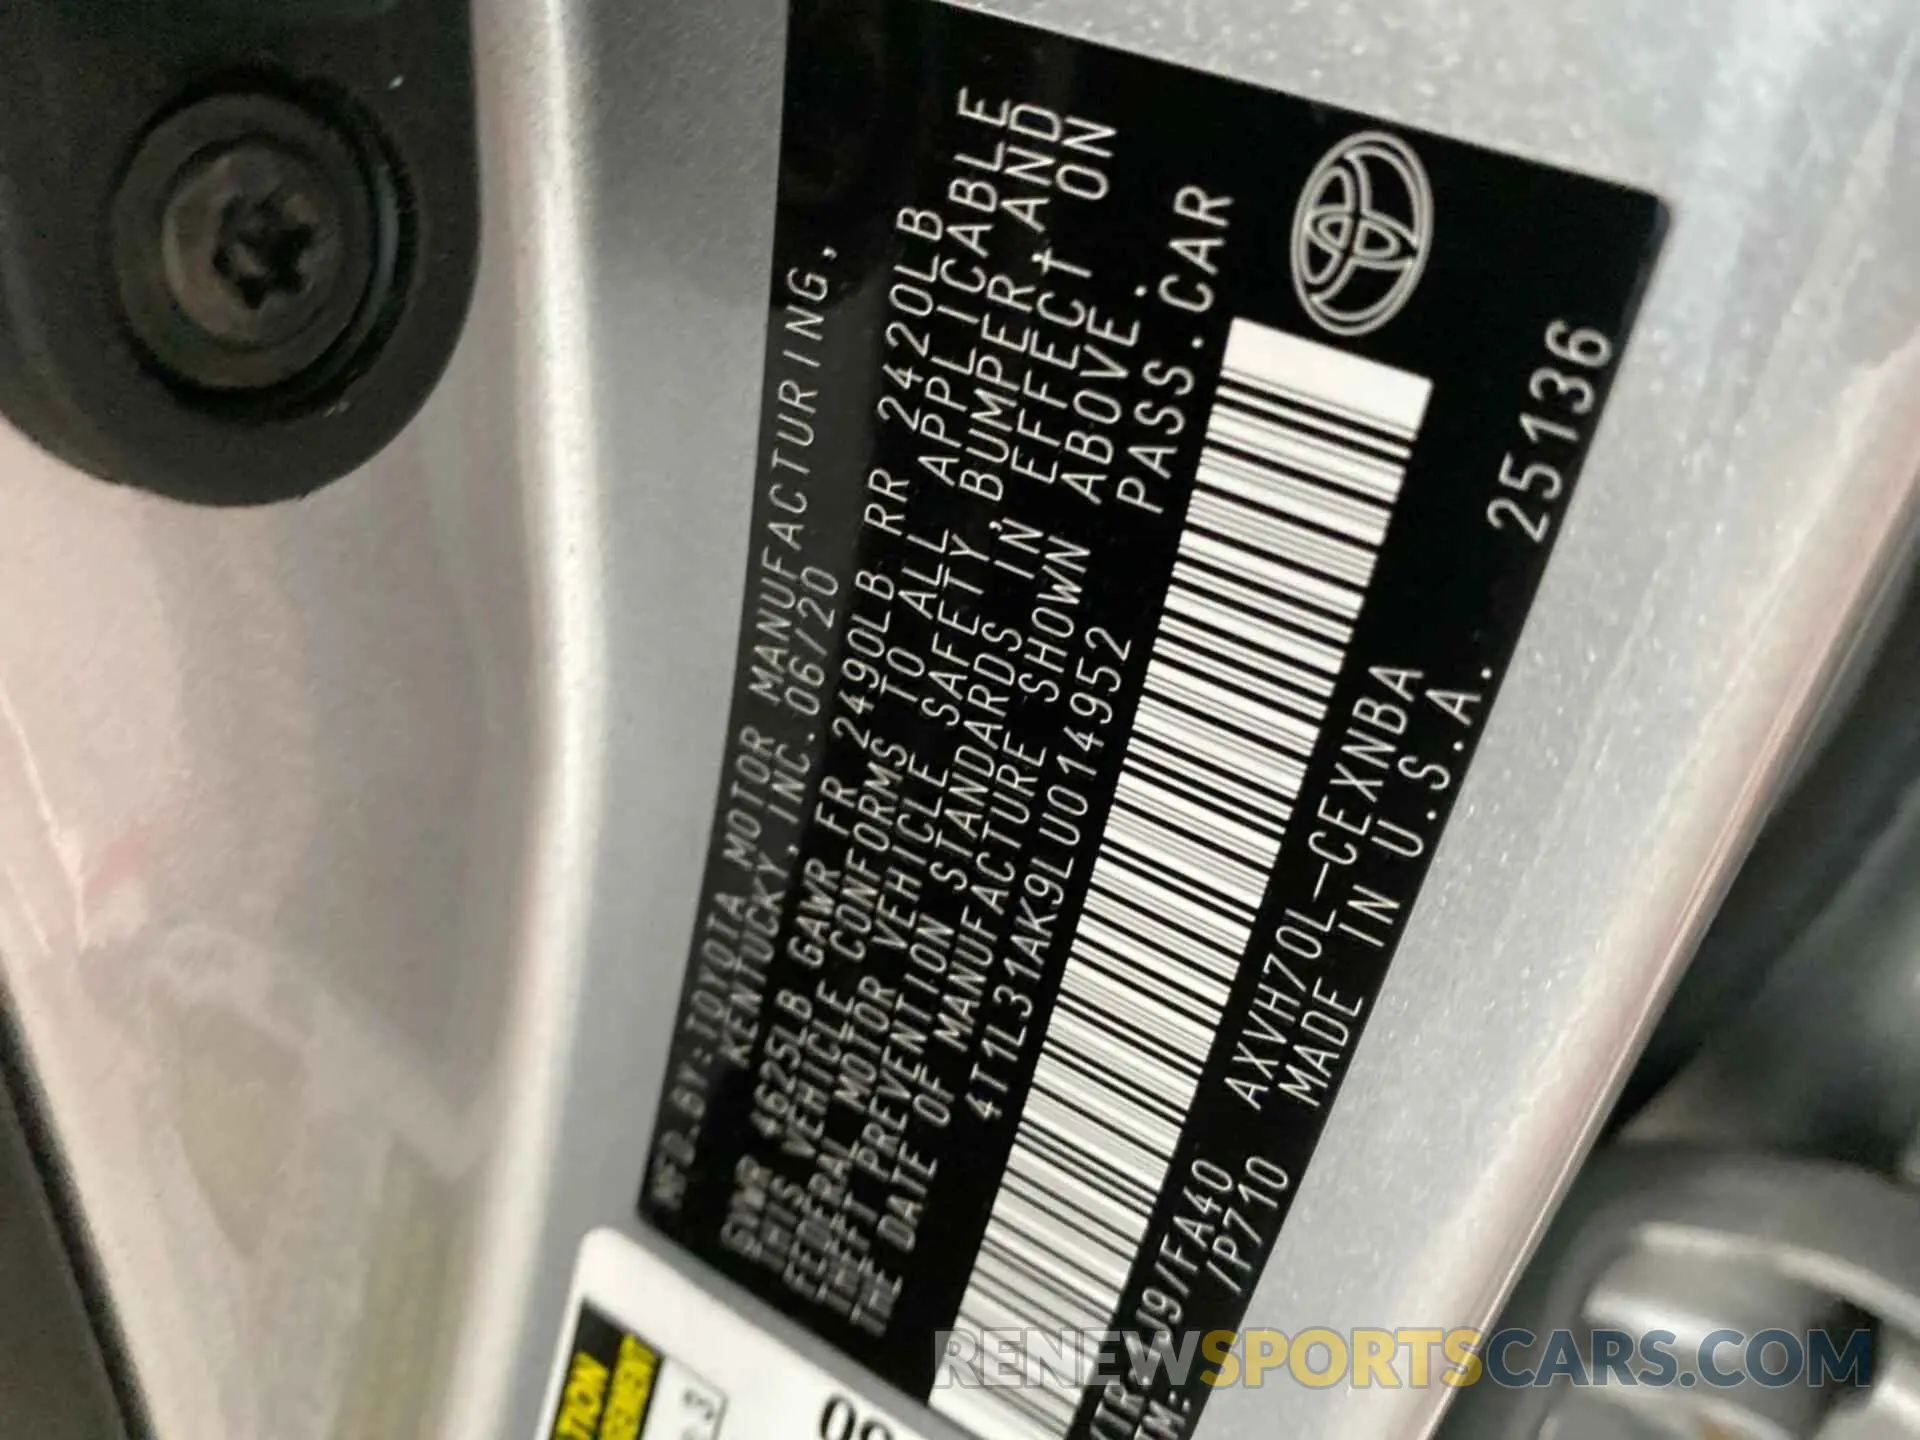 MFD.BY:TOYOTA MOTOR MANUFACTURING,
KENTUCKY,INC.06/20
GVWR 4625LB GAWR FR 2490LB RR 2420LB
THIS VEHICLE CONFORMS TO ALL APPLICABLE
FEDERAL MOTOR VEHICLE SAFETY,BUMPER,AND
THEFT PREVENTION STANDARDS IN EFFECT ON
THE DATE OF MANUFACTURE SHOWN ABOVE.
4T1L31AK9LU014952 PASS.CAR
J9/FA40 AXVH70L-CEXNBA 25136
/P710 MADE IN U.S.A.
RENEWSPORTSCARS.COM